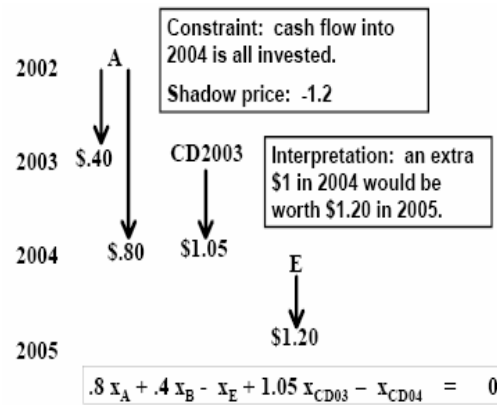 Constraint: cash flow into
2004 is all invested.
Shadow price: -1.2
2002 A
2003 $.40 CD2003
Interpretation: an extra
$1 in 2004 would be
worth $1.20 in 2005.
2004 $.80 $1.05
E
$1.20
2005
.8 xA + .4 xB - xE + 1.05 xCD03 – xCD04 = 0